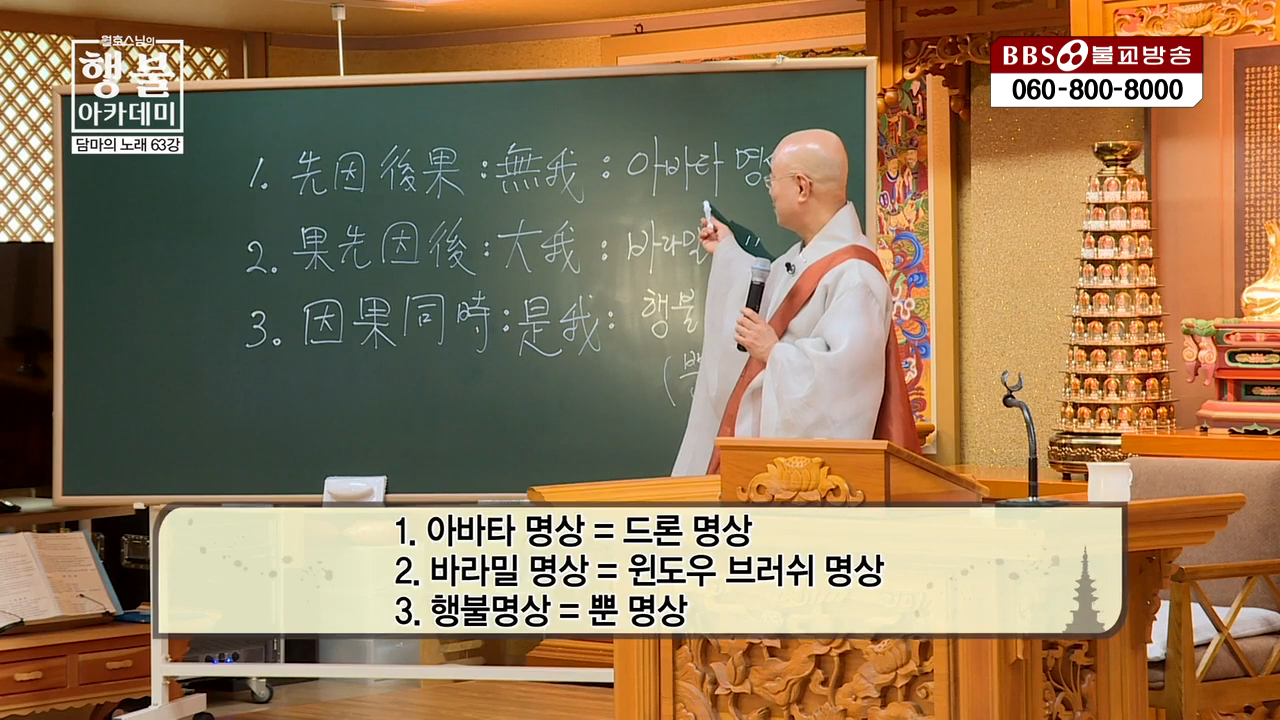 월호스님의
행불
아카데미
담마의 노래 63강
BBS 불교방송
060-800-8000
1. 先因後果 : 無我 : 아바타 명
2. 果先因後 : 大我 : 바라밀 〃
3. 因果同時 : 是我 : 행불
1. 아바타 명상 = 드론 명상
2. 바라밀 명상 = 윈도우 브러쉬 명상
3. 행불명상 = 뿐 명상